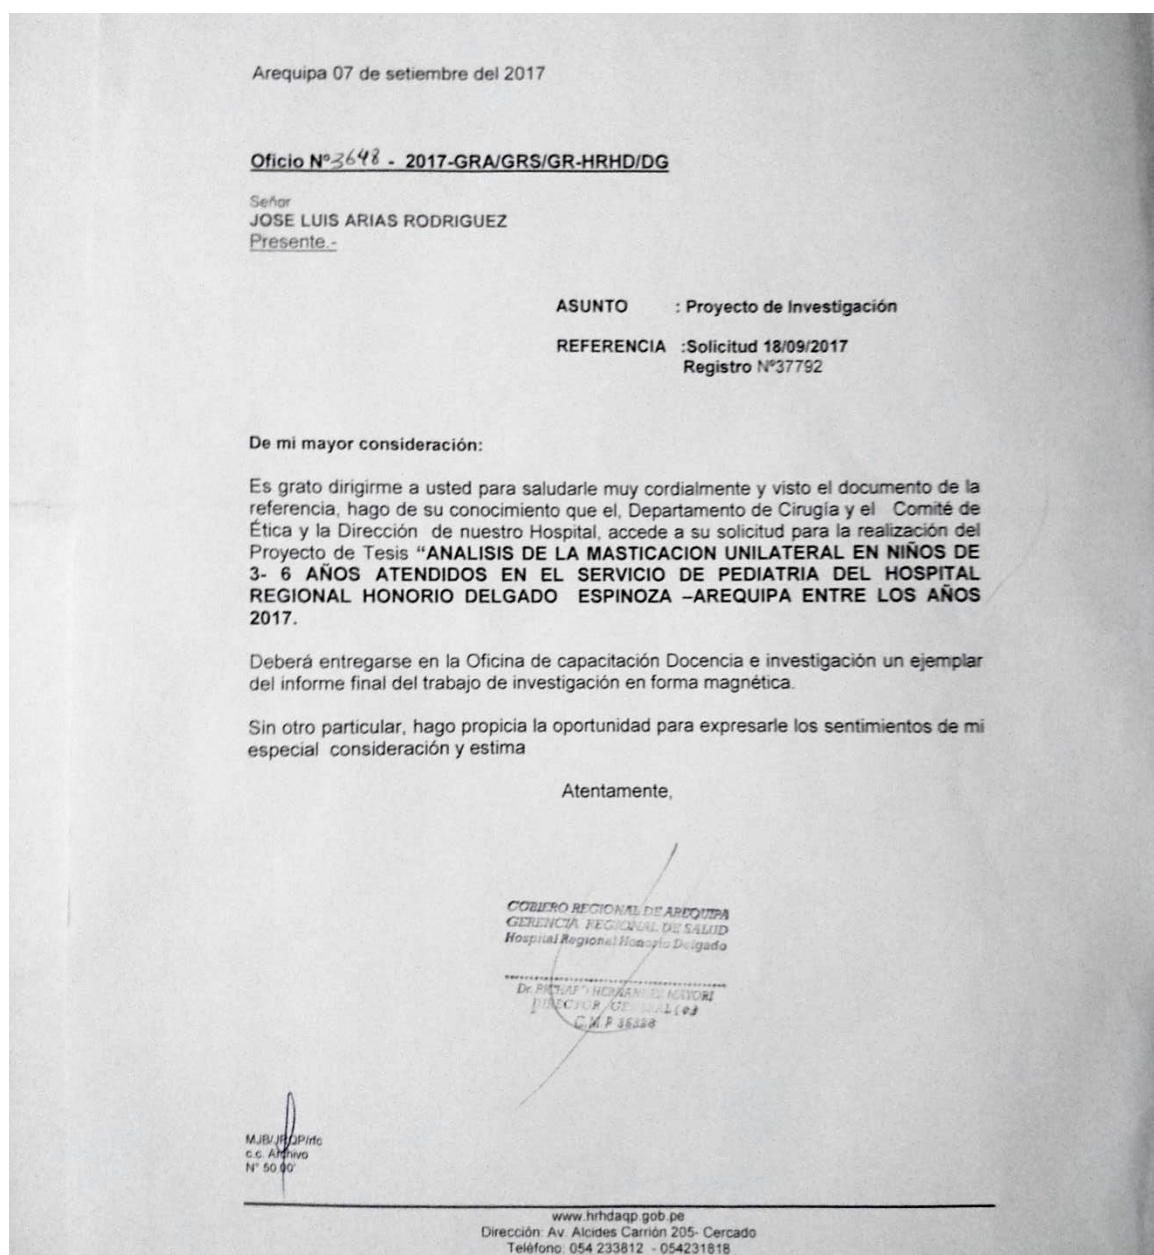 Arequipa 07 de setiembre del 2017
Oficio Nº3648 - 2017-GRA/GRS/GR-HRHD/DG
Señor
JOSE LUIS ARIAS RODRIGUEZ
Presente.-
ASUNTO : Proyecto de Investigación
REFERENCIA :Solicitud 18/09/2017
Registro Nº37792
De mi mayor consideración:
Es grato dirigirme a usted para saludarle muy cordialmente y visto el documento de la
referencia, hago de su conocimiento que el, Departamento de Cirugía y el Comité de
Ética y la Dirección de nuestro Hospital, accede a su solicitud para la realización del
Proyecto de Tesis “ANALISIS DE LA MASTICACION UNILATERAL EN NIÑOS DE
3- 6 AÑOS ATENDIDOS EN EL SERVICIO DE PEDIATRIA DEL HOSPITAL
REGIONAL HONORIO DELGADO ESPINOZA –AREQUIPA ENTRE LOS AÑOS
2017.
Deberá entregarse en la Oficina de capacitación Docencia e investigación un ejemplar
del informe final del trabajo de investigación en forma magnética.
Sin otro particular, hago propicia la oportunidad para expresarle los sentimientos de mi
especial consideración y estima
Atentamente,
GOBIERO REGIONAL DE AREQUIPA
GERENCIA REGIONAL DE SALUD
Hospital Regional Honorio Delgado
Dr.
DIRECTOR GENERAL
C.M.P
c.c. Archivo
www.hrhdaqp.gob.pe
Dirección: Av. Alcides Carrión 205- Cercado
Teléfono: 054 233812 - 054231818